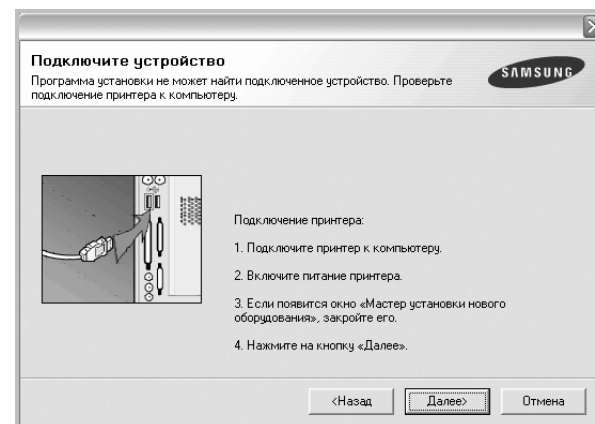 Подключите устройство
Программа установки не может найти подключенное устройство. Проверьте
подключение принтера к компьютеру.
SAMSUNG
Подключение принтера:
1. Подключите принтер к компьютеру.
2. Включите питание принтера.
3. Если появится окно «Мастер установки нового
оборудования», закройте его.
4. Нажмите на кнопку «Далее».
<Назад
Далее>
Отмена